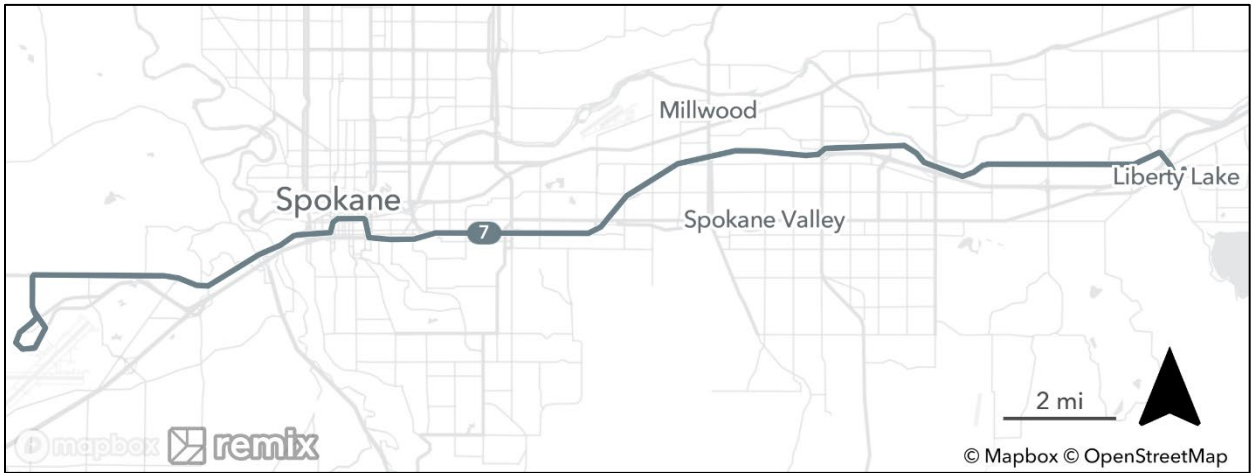 Millwood
Spokane
7
Spokane Valley
Liberty Lake
2 mi
mapbox remix
© Mapbox © OpenStreetMap